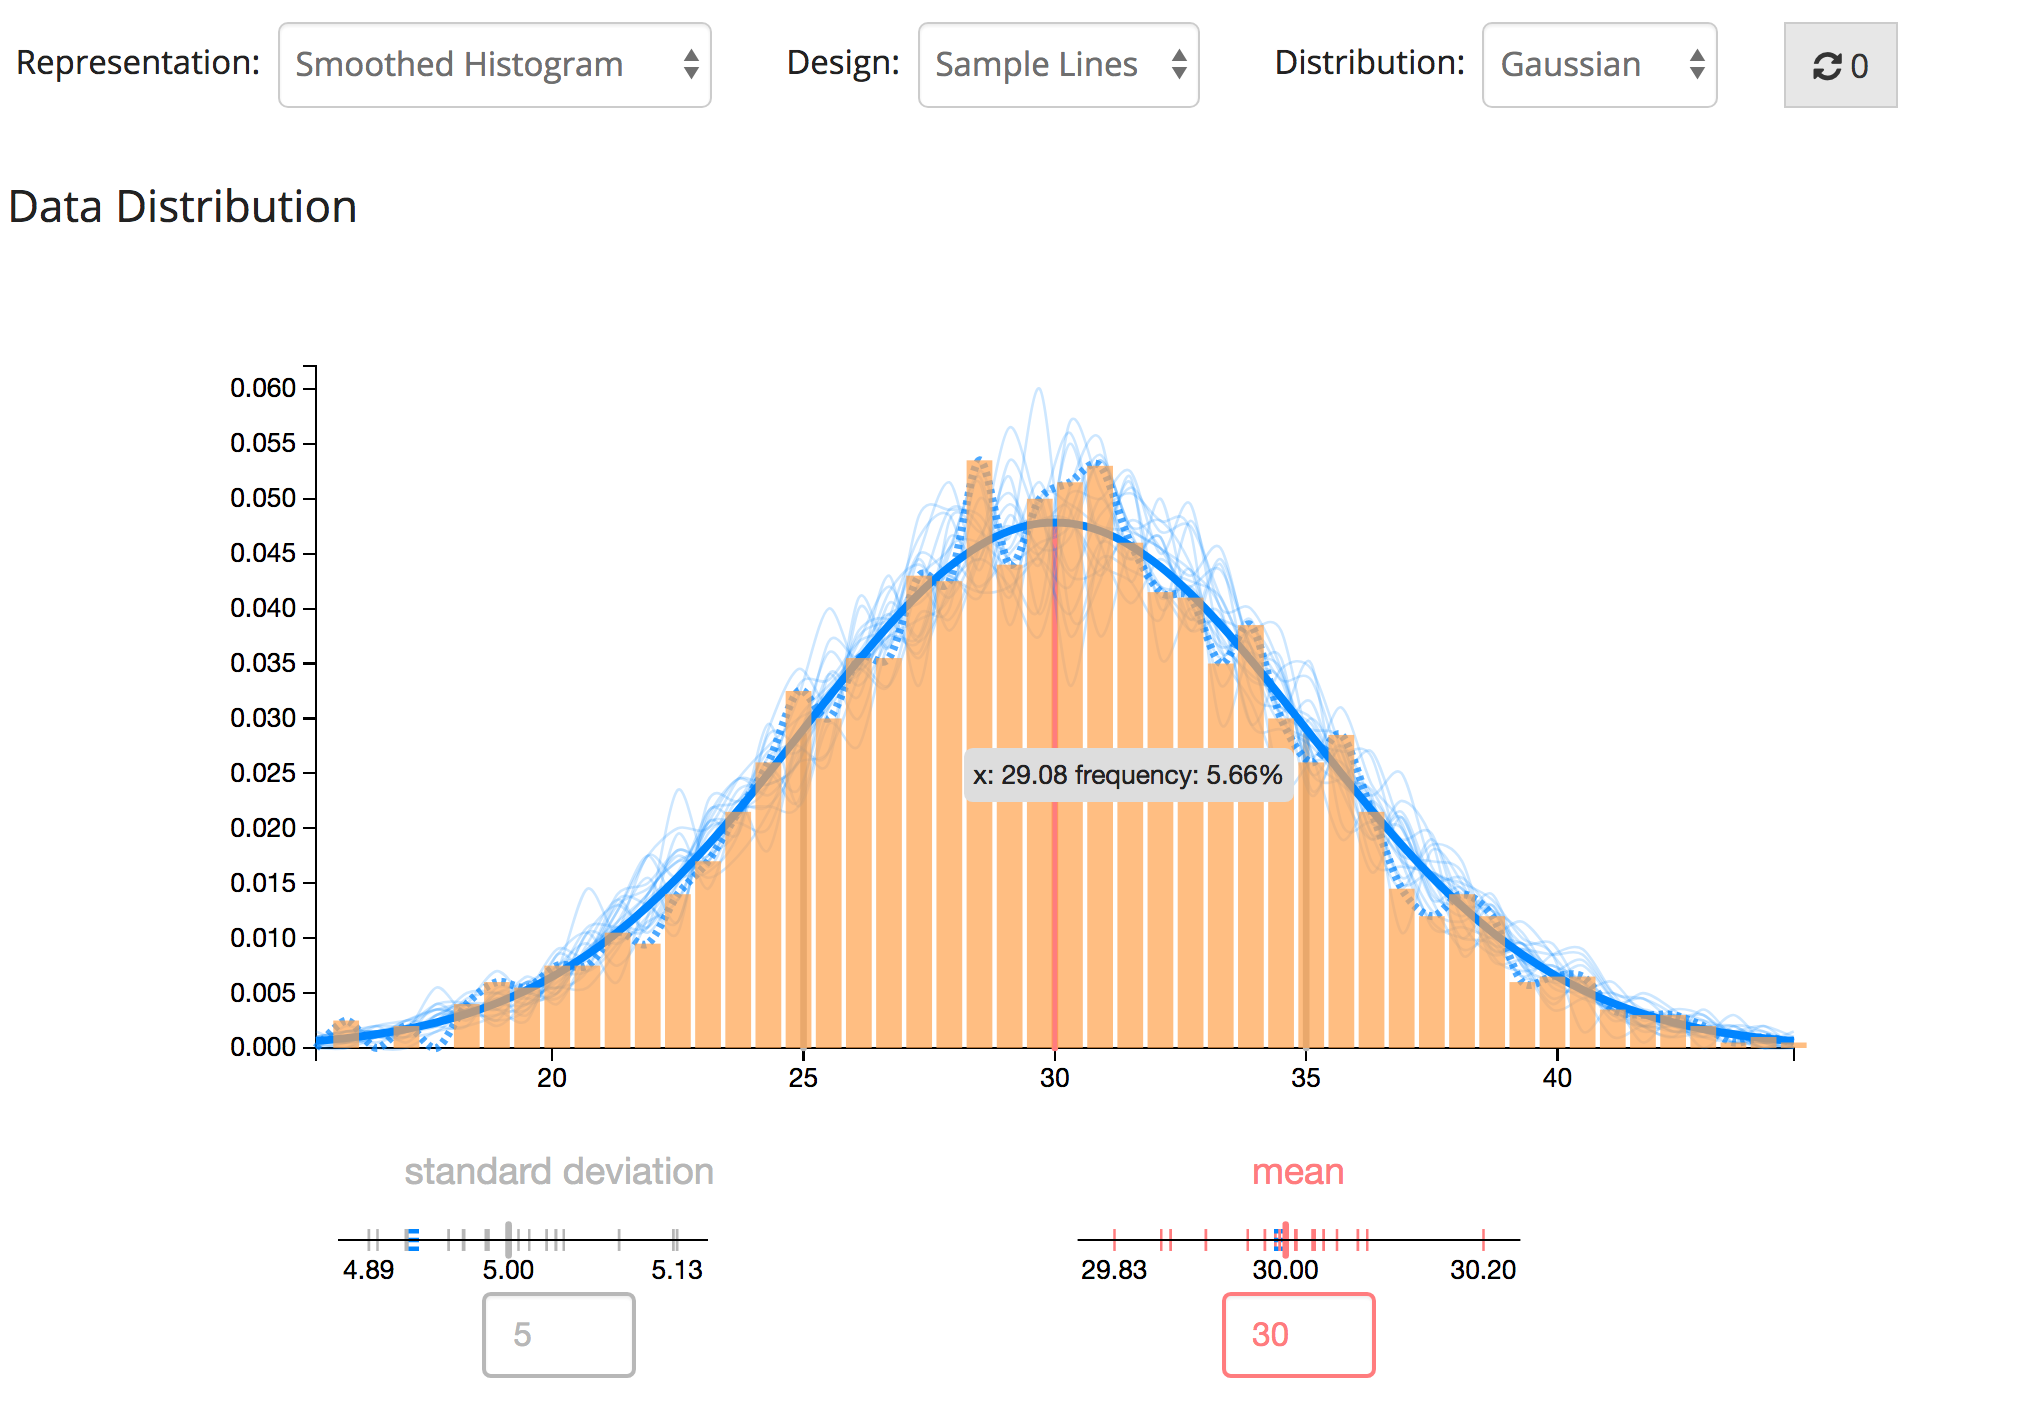 Representation: Smoothed Histogram Design: Sample Lines Distribution: Gaussian 0
Data Distribution
0.060
0.055
0.050
0.045
0.040
0.035
0.030
x: 29.08 frequency: 5.66%
0.025
0.020
0.015
0.010
0.005
0.000
20 25 30 35 40
standard deviation mean
4.89 5.00 5.13 29.83 30.00 30.20
5 30